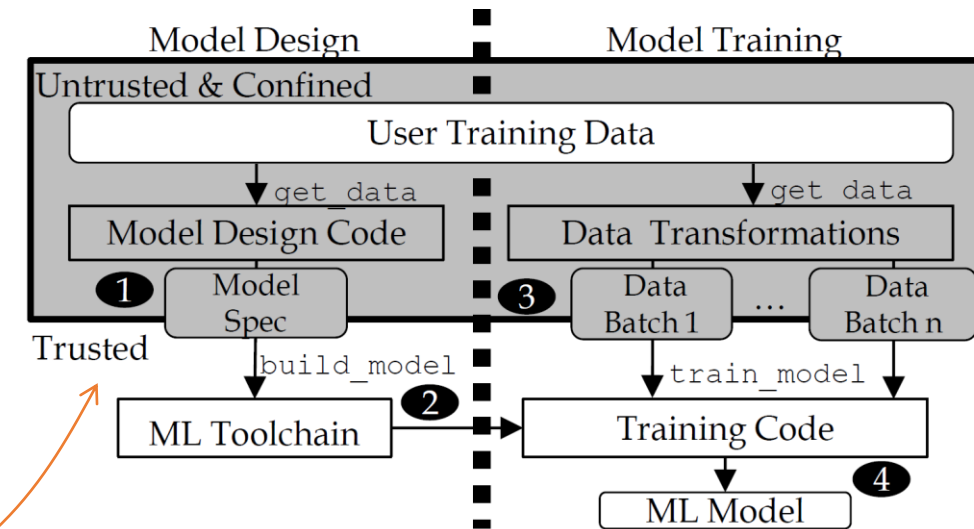 Model Design
Model Training
Untrusted & Confined
User Training Data
get_data
get data
Model Design Code
Data Transformations
1
Model
Spec
3
Data
Batch 1
...
Data
Batch n
Trusted
build_model
train_model
2
ML Toolchain
Training Code
4
ML Model